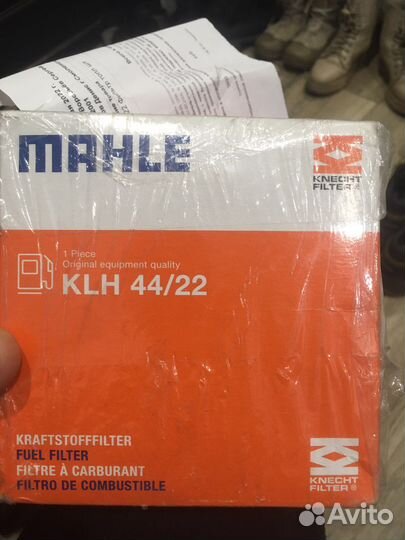 MAHLE
KNECHT
FILTER®
1 Piece
Original equipment quality
KLH 44/22
KRAFTSTOFFFILTER
FUEL FILTER
FILTRE À CARBURANT
FILTRO DE COMBUSTIBLE
KNECHT
FILTER®
Avito